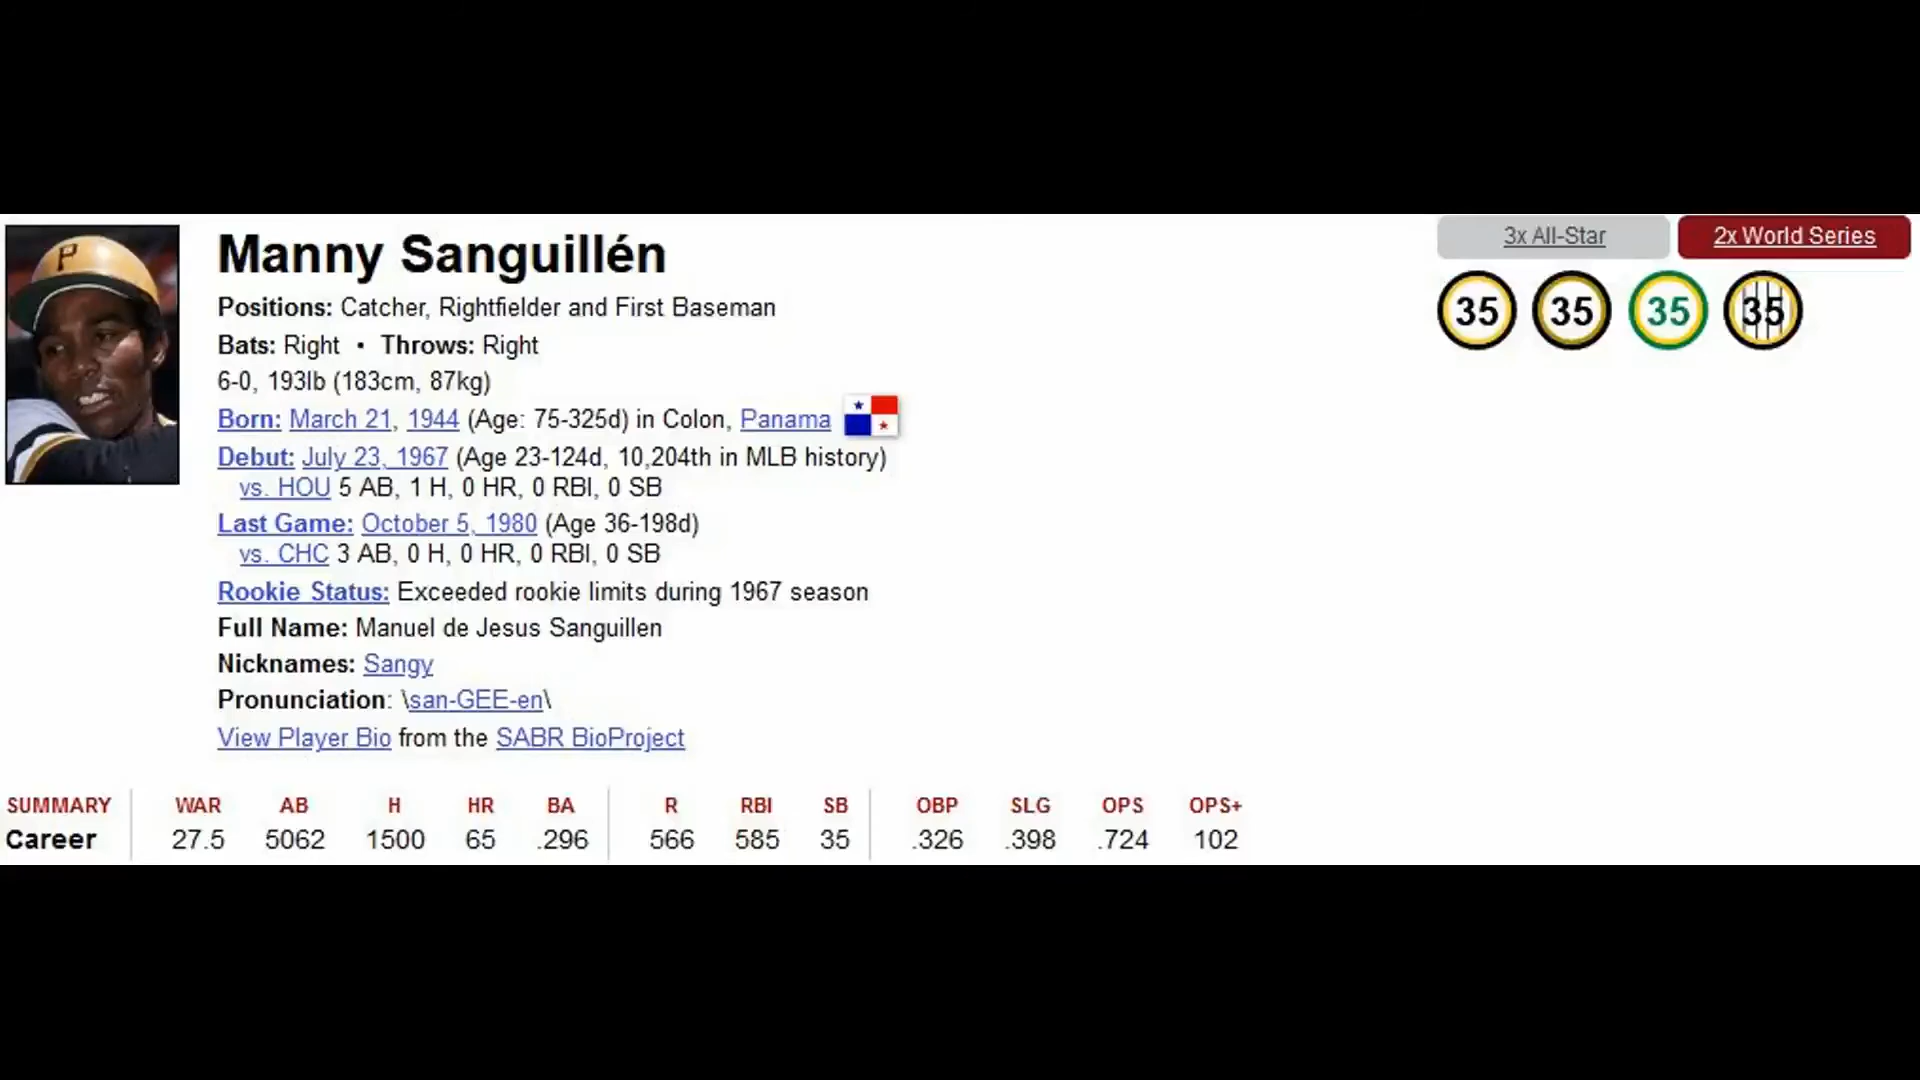 P
Manny Sanguillén
Positions: Catcher, Rightfielder and First Baseman
Bats: Right • Throws: Right
6-0, 193lb (183cm, 87kg)
Born: March 21, 1944 (Age: 75-325d) in Colon, Panama
Debut: July 23, 1967 (Age 23-124d, 10,204th in MLB history)
vs. HOU 5 AB, 1 H, 0 HR, 0 RBI, 0 SB
Last Game: October 5, 1980 (Age 36-198d)
vs. CHC 3 AB, 0 H, 0 HR, 0 RBI, 0 SB
Rookie Status: Exceeded rookie limits during 1967 season
Full Name: Manuel de Jesus Sanguillen
Nicknames: Sangy
Pronunciation: \san-GEE-en\
View Player Bio from the SABR BioProject
3x All-Star 2x World Series
35 35 35 35
SUMMARY WAR AB H HR BA R RBI SB OBP SLG OPS OPS+
Career 27.5 5062 1500 65 .296 566 585 35 .326 .398 .724 102